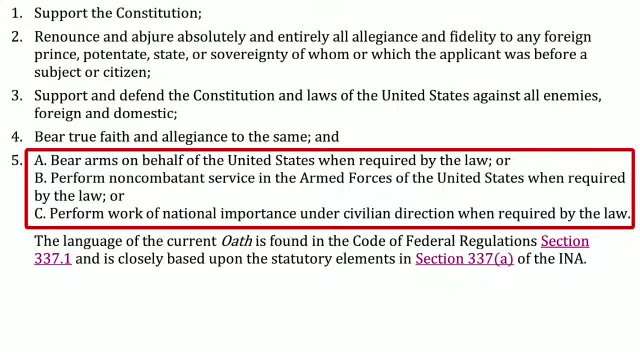 1. Support the Constitution;
2. Renounce and abjure absolutely and entirely all allegiance and fidelity to any foreign
prince, potentate, state, or sovereignty of whom or which the applicant was before a
subject or citizen;
3. Support and defend the Constitution and laws of the United States against all enemies,
foreign and domestic;
4. Bear true faith and allegiance to the same; and
5. A. Bear arms on behalf of the United States when required by the law; or
B. Perform noncombatant service in the Armed Forces of the United States when required
by the law; or
C. Perform work of national importance under civilian direction when required by the law.
The language of the current Oath is found in the Code of Federal Regulations Section
337.1 and is closely based upon the statutory elements in Section 337(a) of the INA.